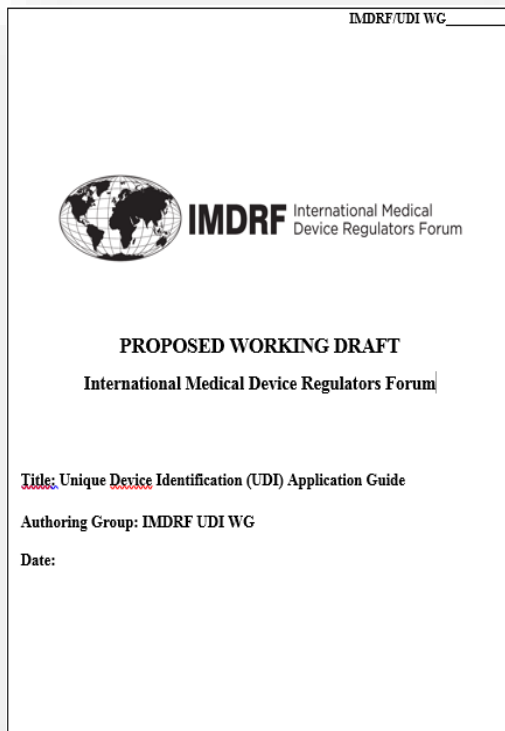 IMDRF/UDI WG_________
IMDRF International Medical
Device Regulators Forum
PROPOSED WORKING DRAFT
International Medical Device Regulators Forum
Title: Unique Device Identification (UDI) Application Guide
Authoring Group: IMDRF UDI WG
Date: